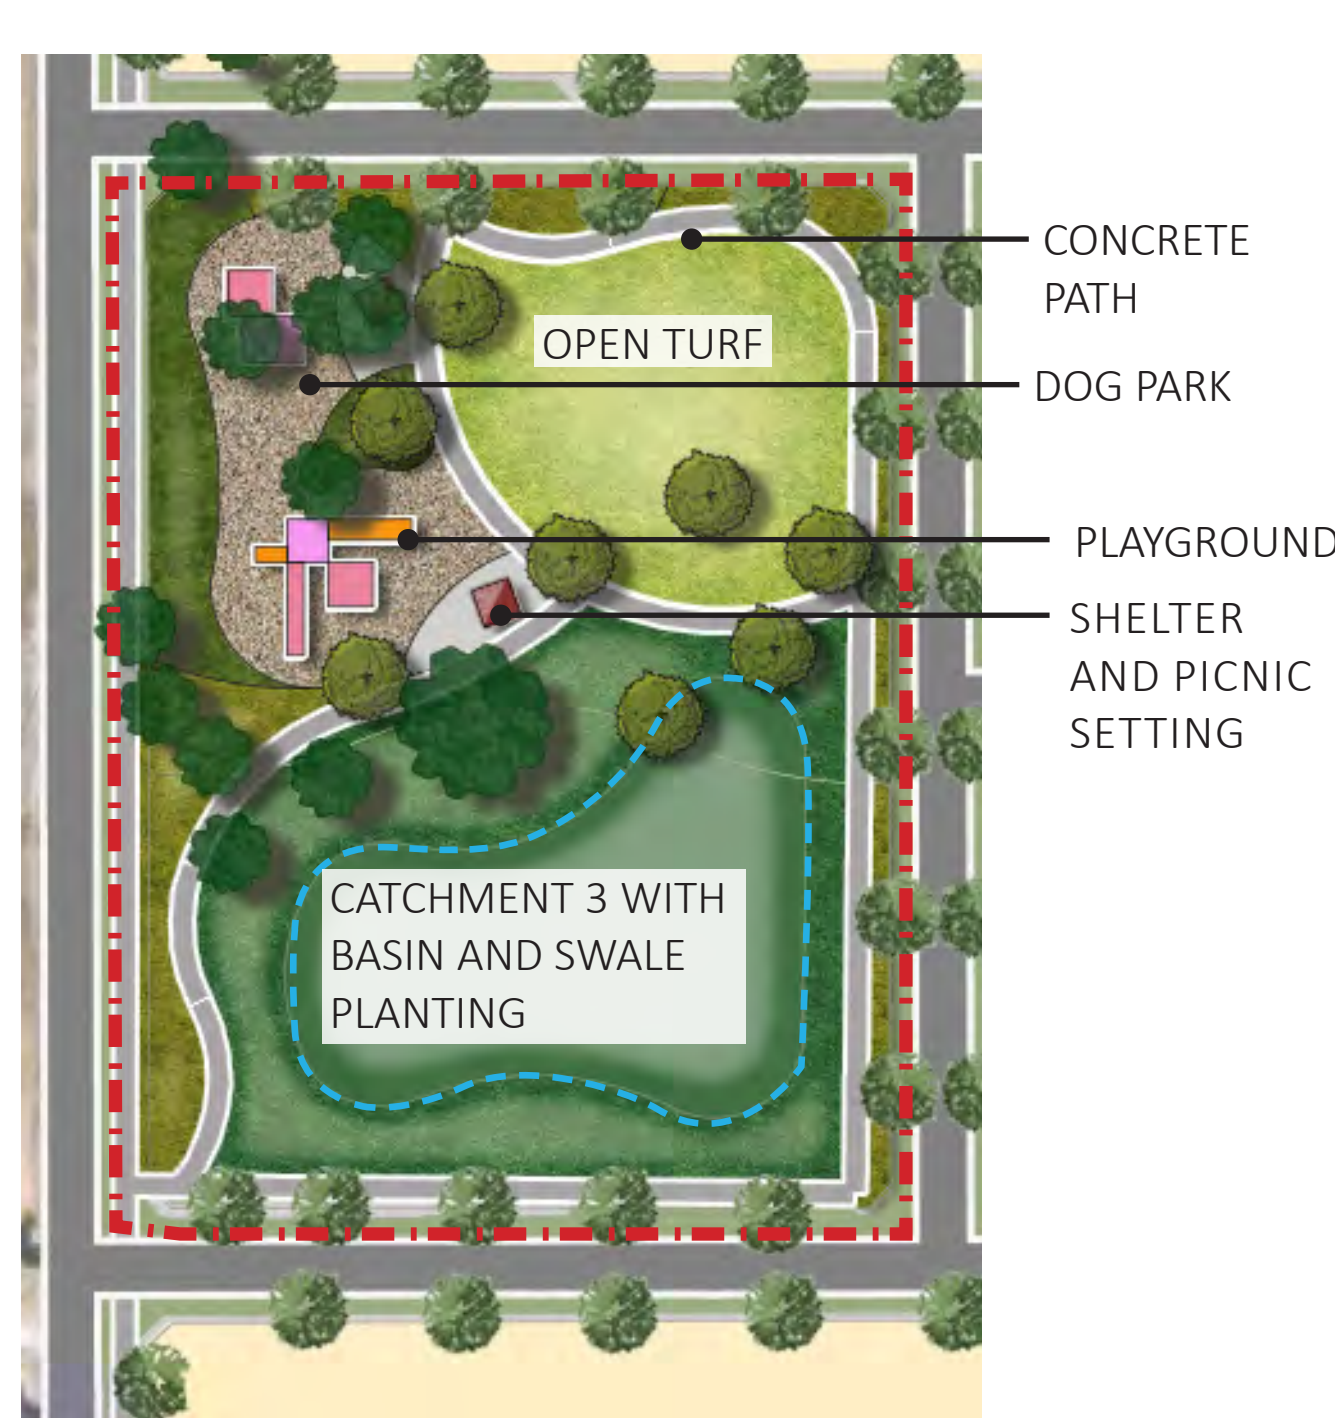 CONCRETE
PATH
OPEN TURF
DOG PARK
PLAYGROUND
SHELTER
AND PICNIC
SETTING
CATCHMENT 3 WITH
BASIN AND SWALE
PLANTING